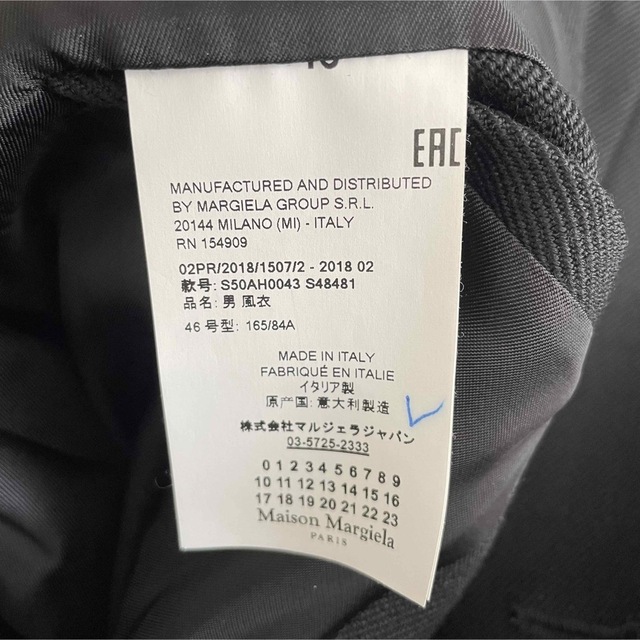 EAC
MANUFACTURED AND DISTRIBUTED
BY MARGIELA GROUP S.R.L.
20144 MILANO (MI) - ITALY
RN 154909
02PR/2018/1507/2 - 2018 02
款号: S50AH0043 S48481
品名: 男 風衣
46 号型: 165/84A
MADE IN ITALY
FABRIQUÉ EN ITALIE
イタリア製
原产国: 意大利製造
株式会社マルジェラジャパン
03-5725-2333
0 1 2 3 4 5 6 7 8 9
10 11 12 13 14 15 16
17 18 19 20 21 22 23
Maison Margiela
PARIS